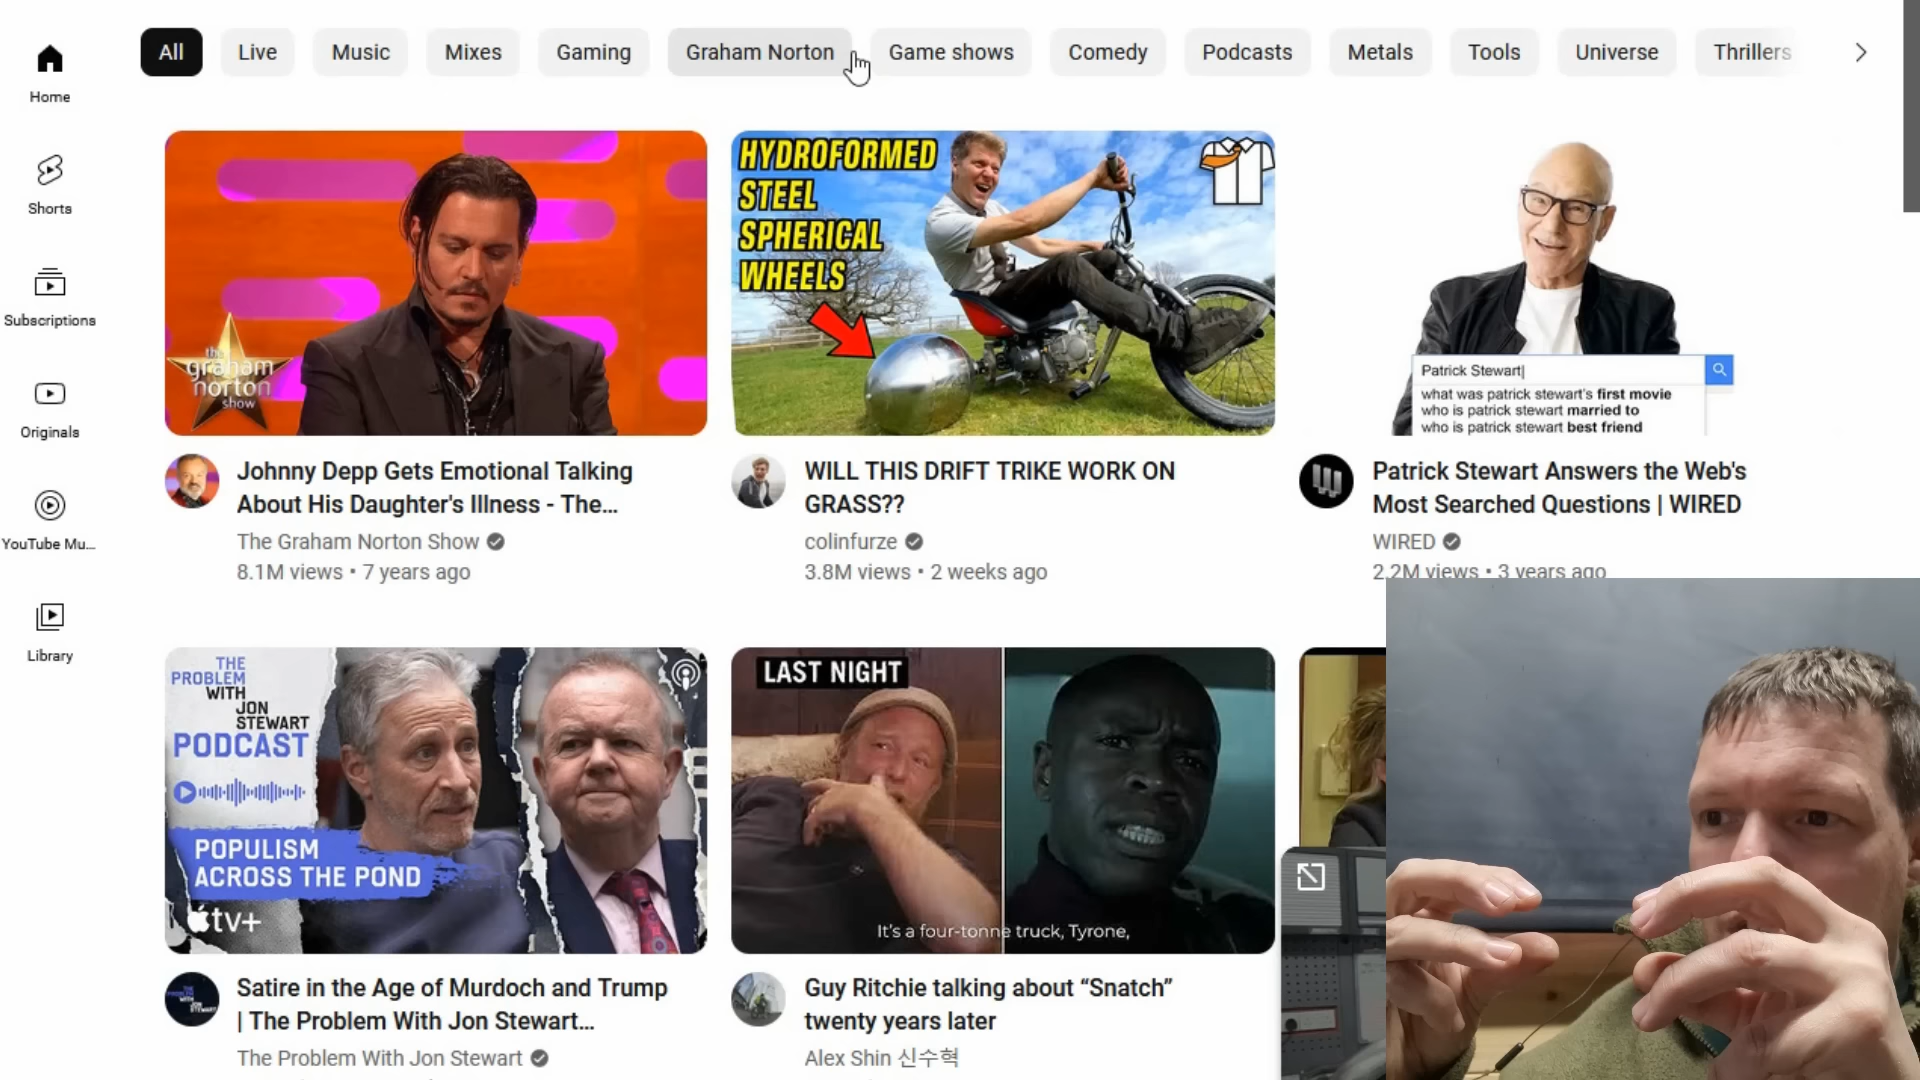 All
Live
Music
Mixes
Gaming
Graham Norton
Game shows
Comedy
Podcasts
Metals
Tools
Universe
Thrillers
Home
Shorts
Subscriptions
Originals
YouTube Mu...
Library
the
graham
norton
show
HYDROFORMED
STEEL
SPHERICAL
WHEELS
Patrick Stewart
what was patrick stewart's first movie
who is patrick stewart married to
who is patrick stewart best friend
Johnny Depp Gets Emotional Talking
About His Daughter's Illness - The...
The Graham Norton Show
8.1M views • 7 years ago
WILL THIS DRIFT TRIKE WORK ON
GRASS??
colinfurze
3.8M views • 2 weeks ago
Patrick Stewart Answers the Web's
Most Searched Questions | WIRED
WIRED
2.2M views • 3 years ago
THE
PROBLEM
WITH
JON
STEWART
PODCAST
POPULISM
ACROSS THE POND
tv+
LAST NIGHT
It's a four-tonne truck, Tyrone,
Satire in the Age of Murdoch and Trump
| The Problem With Jon Stewart...
The Problem With Jon Stewart
Guy Ritchie talking about “Snatch”
twenty years later
Alex Shin 신수혁